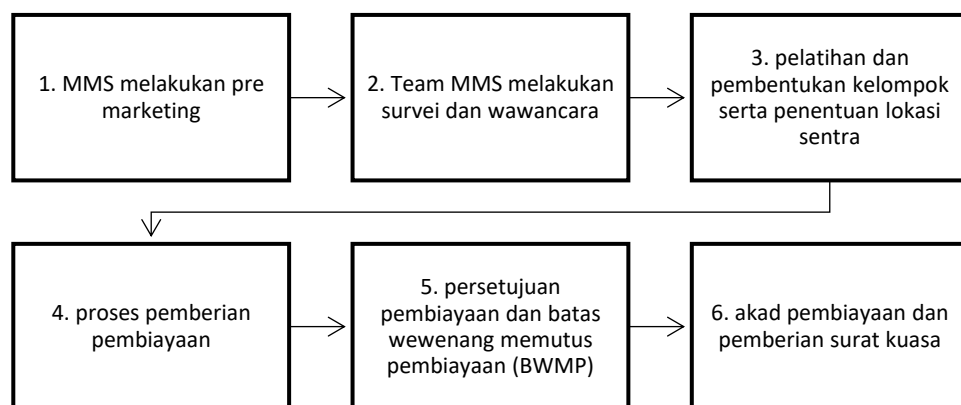 1. MMS melakukan pre
marketing
2. Team MMS melakukan
survei dan wawancara
3. pelatihan dan
pembentukan kelompok
serta penentuan lokasi
sentra
4. proses pemberian
pembiayaan
5. persetujuan
pembiayaan dan batas
wewenang memutus
pembiayaan (BWMP)
6. akad pembiayaan dan
pemberian surat kuasa